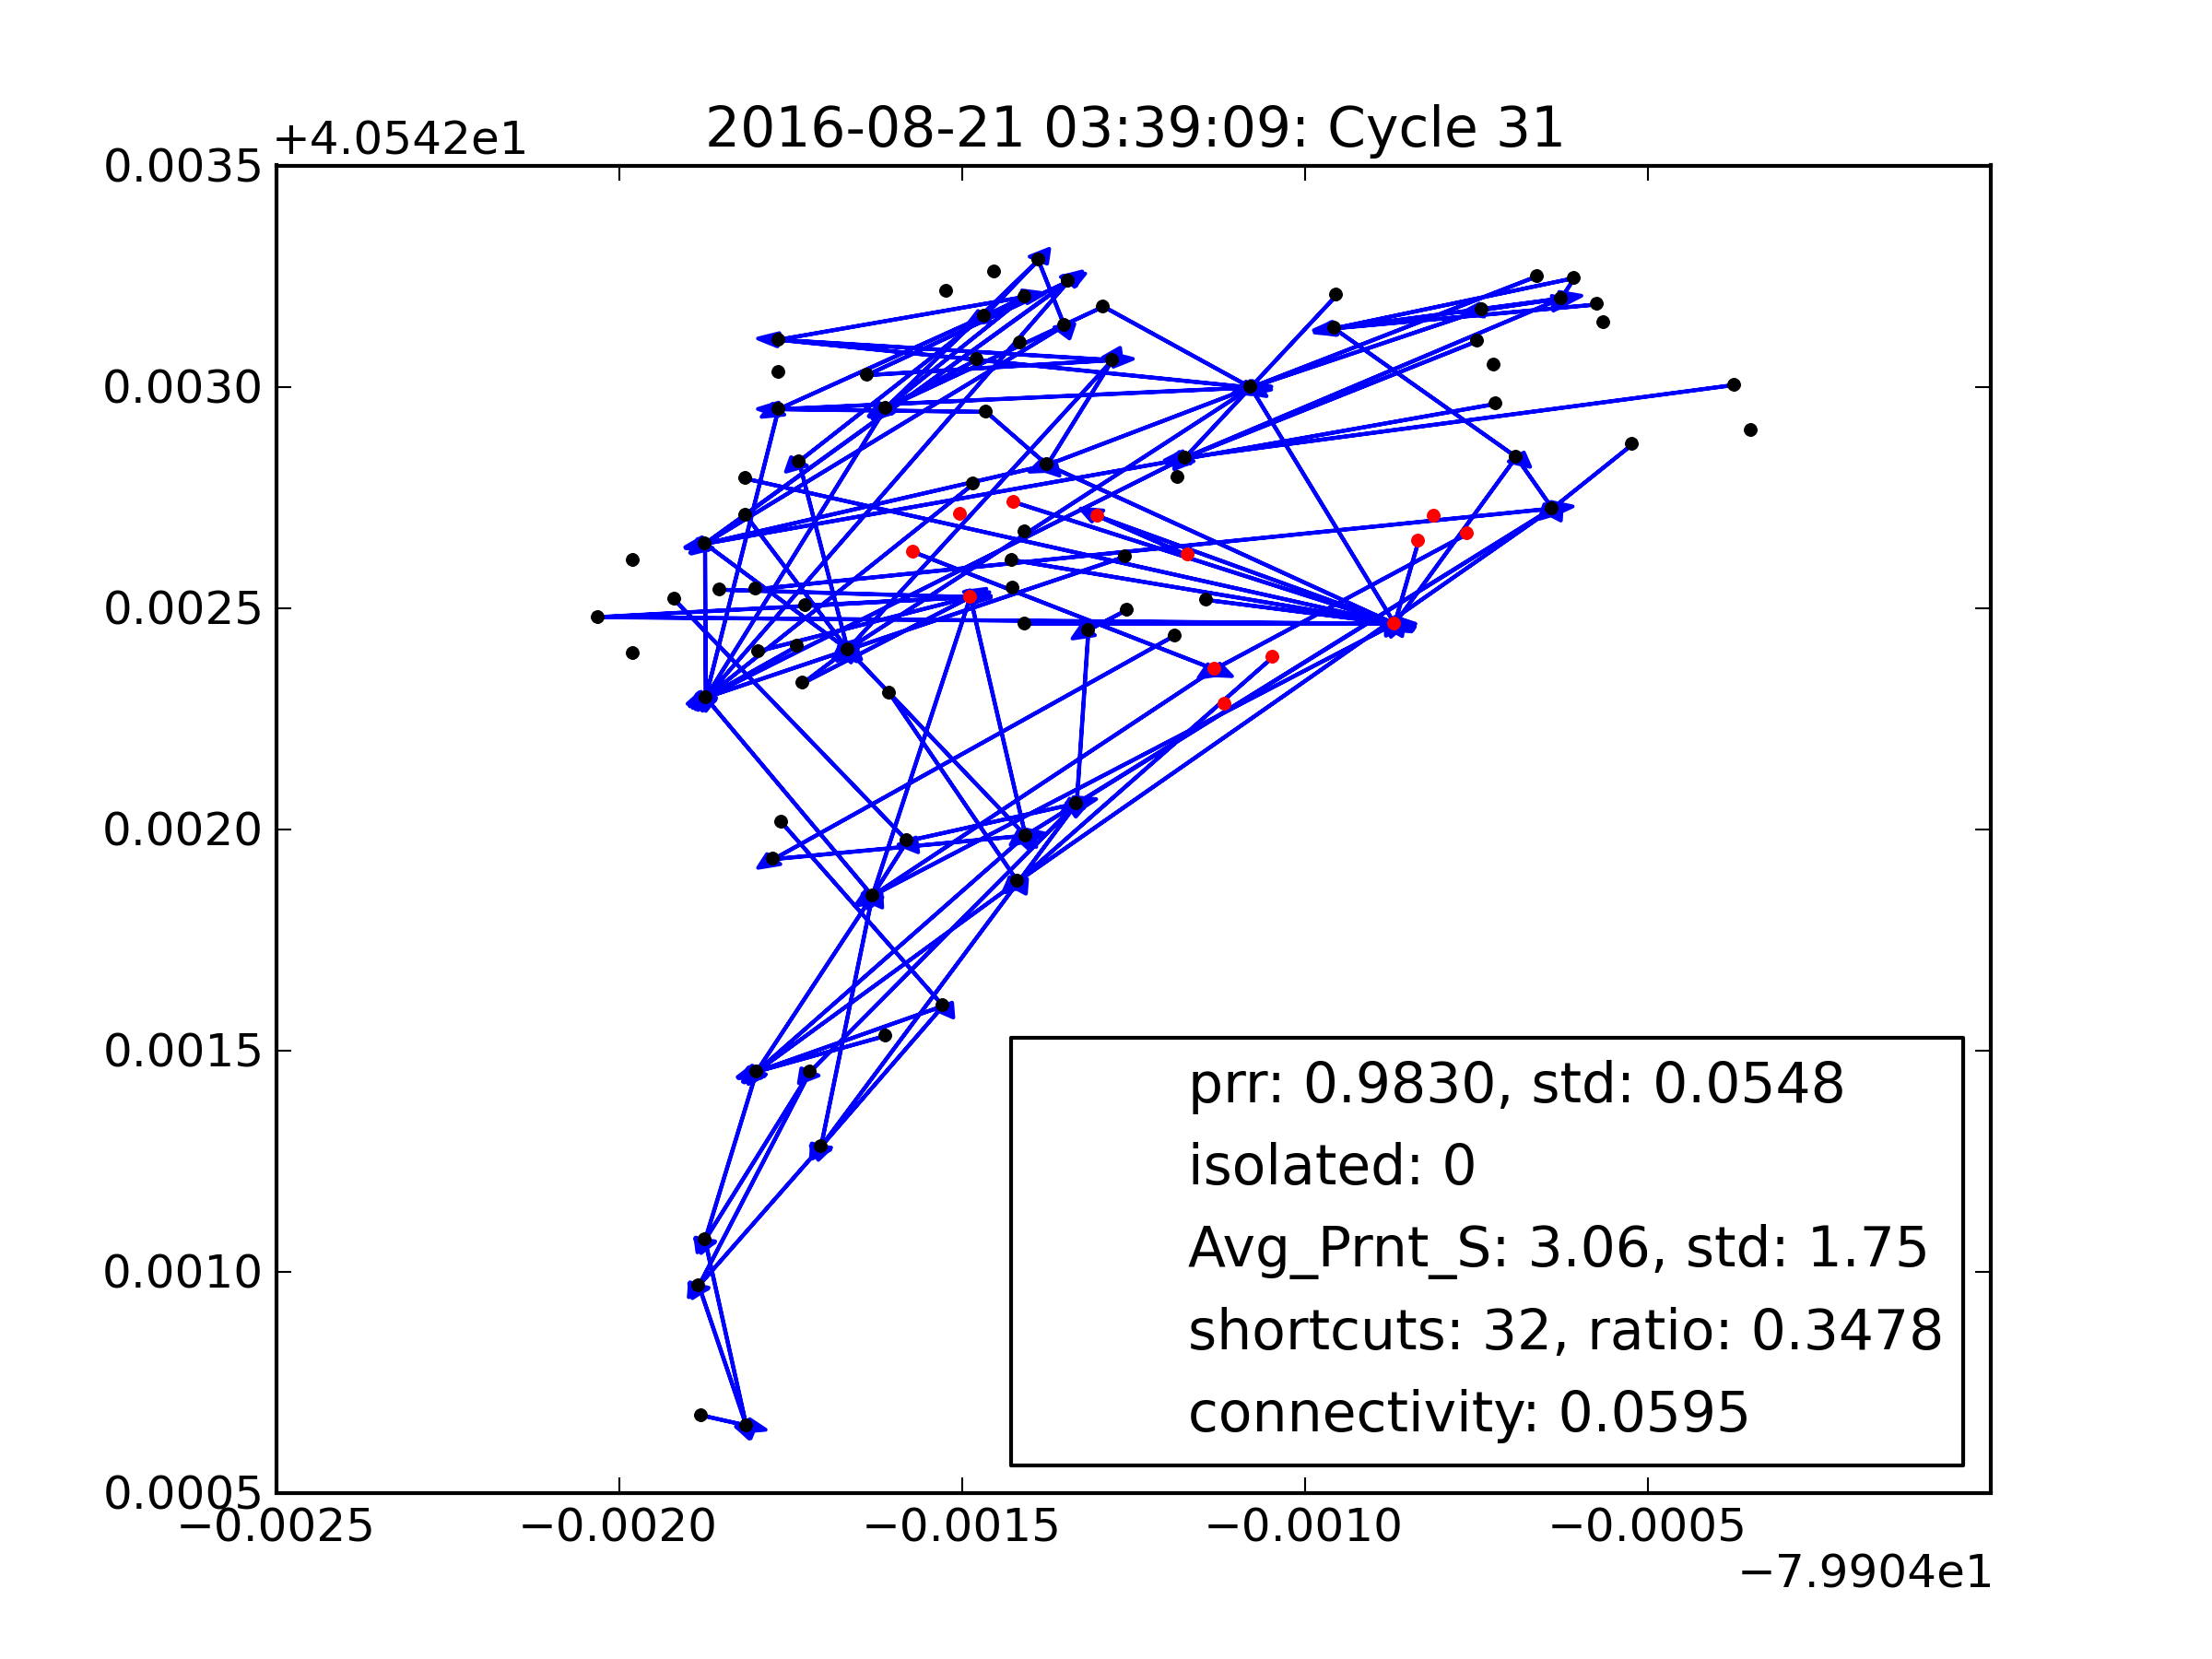 2016-08-21 03:39:09: Cycle 31
+4.0542e1
0.0035
0.0030
0.0025
0.0020
0.0015
0.0010
0.0005
prr: 0.9830, std: 0.0548
isolated: 0
Avg_Prnt_S: 3.06, std: 1.75
shortcuts: 32, ratio: 0.3478
connectivity: 0.0595
−0.0025 −0.0020 −0.0015 −0.0010 −0.0005
−7.9904e1